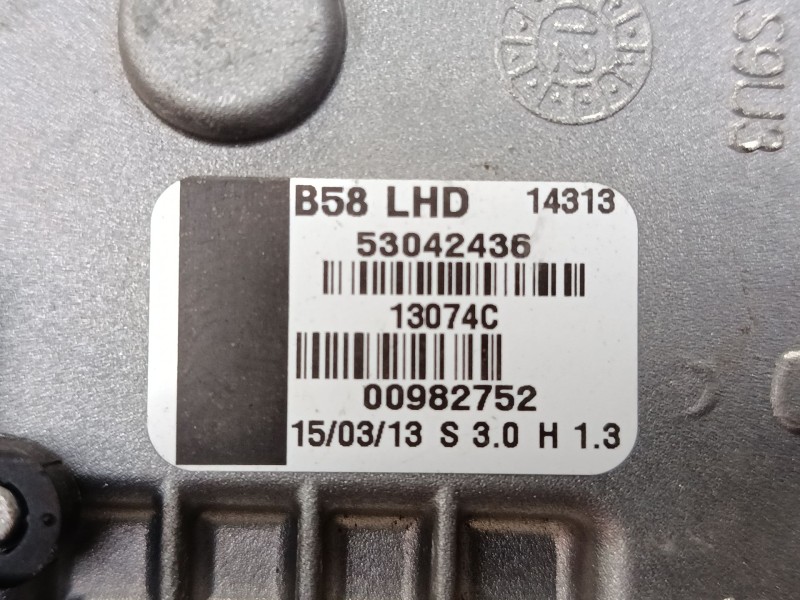 B58 LHD 14313
53042436
13074C
00982752
15/03/13 S 3.0 H 1.3